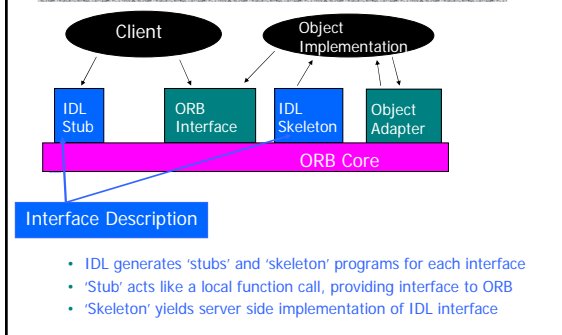 Client
Object
Implementation
IDL
Stub
ORB
Interface
IDL
Skeleton
Object
Adapter
ORB Core
Interface Description
• IDL generates ‘stubs’ and ‘skeleton’ programs for each interface
• ‘Stub’ acts like a local function call, providing interface to ORB
• ‘Skeleton’ yields server side implementation of IDL interface